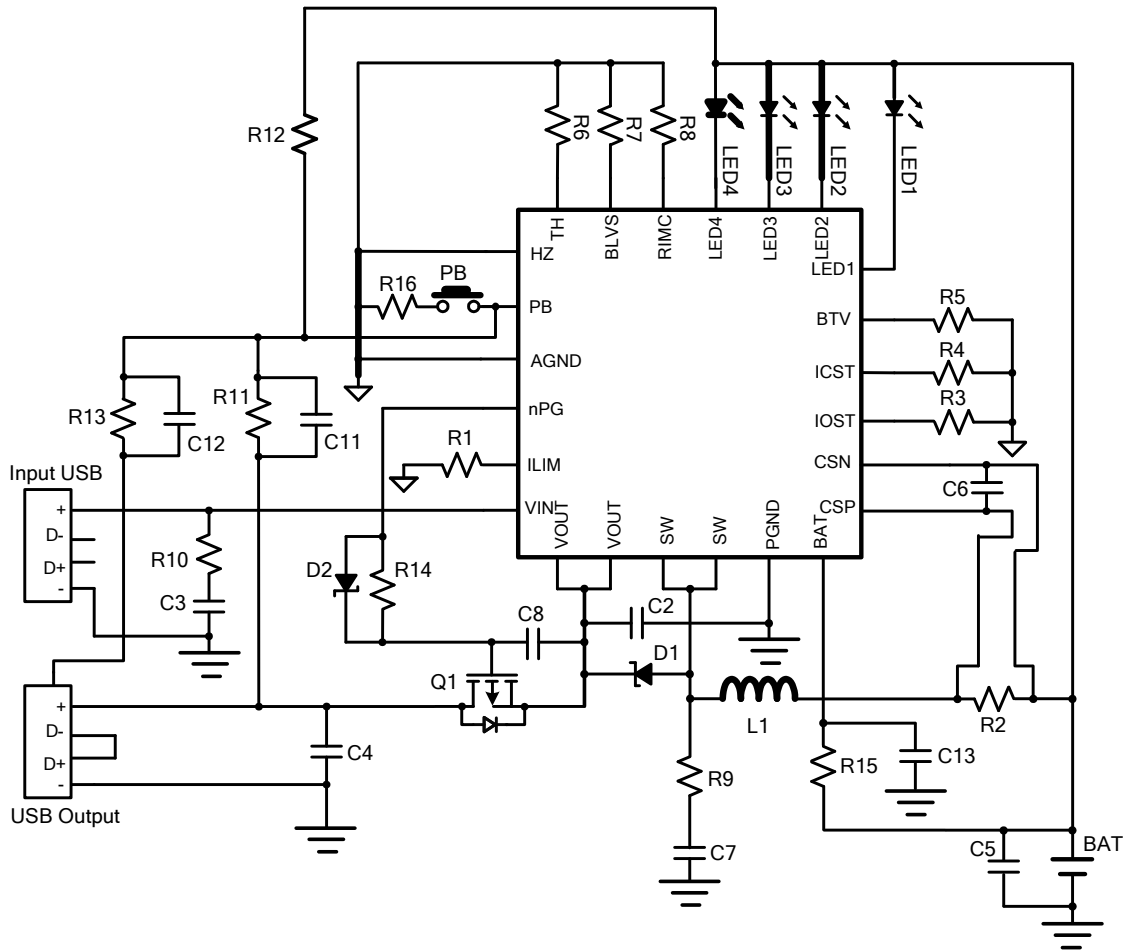 R12
R6
R7
R8
LED4
LED3
LED2
LED1
TH
BLVS
RIMC
LED4
LED3
LED2
LED1
HZ
R16
PB
PB
AGND
nPG
R1
ILIM
VIN
BTV
R5
ICST
R4
IOST
R3
CSN
CSP
C6
VOUT
VOUT
SW
SW
PGND
BAT
R13
C12
R11
C11
Input USB
+
D-
D+
-
R10
C3
D2
R14
C8
C2
D1
Q1
L1
R2
+
D-
D+
-
USB Output
C4
R9
C7
R15
C13
C5
BAT